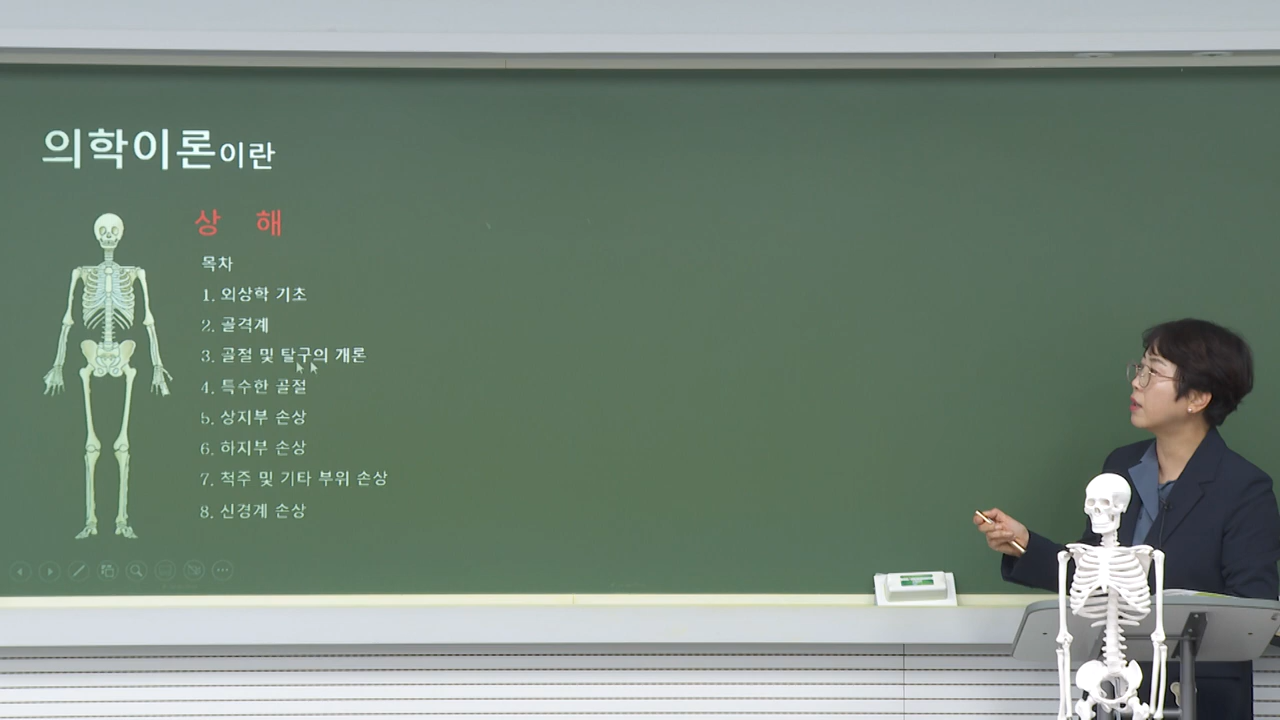 의학이론이란
상 해
목차
1. 외상학 기초
2. 골격계
3. 골절 및 탈구의 개론
4. 특수한 골절
5. 상지부 손상
6. 하지부 손상
7. 척주 및 기타 부위 손상
8. 신경계 손상